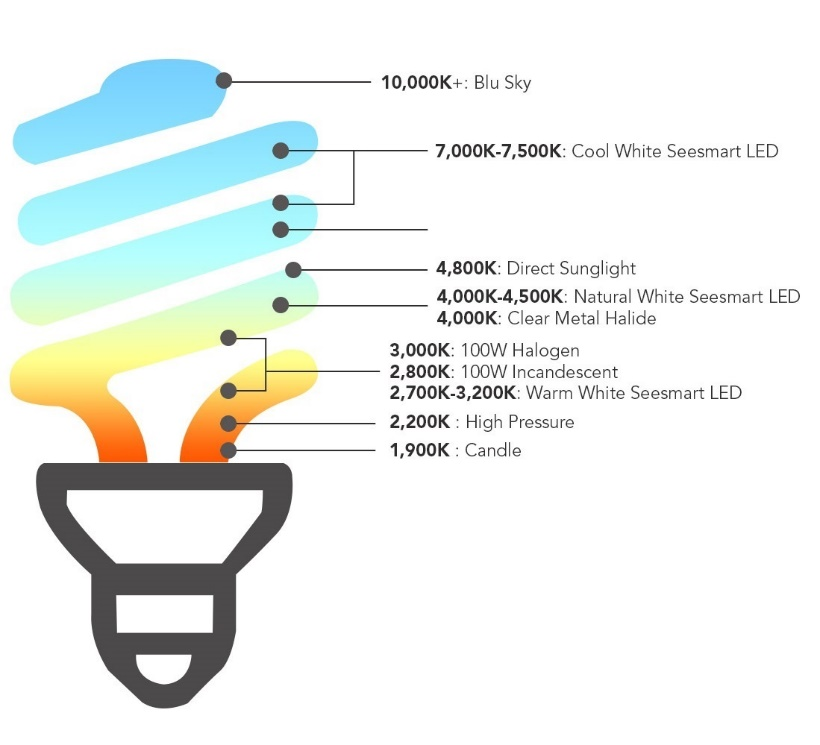 10,000K+: Blu Sky
7,000K-7,500K: Cool White Seesmart LED
4,800K: Direct Sunglight
4,000K-4,500K: Natural White Seesmart LED
4,000K: Clear Metal Halide
3,000K: 100W Halogen
2,800K: 100W Incandescent
2,700K-3,200K: Warm White Seesmart LED
2,200K : High Pressure
1,900K : Candle